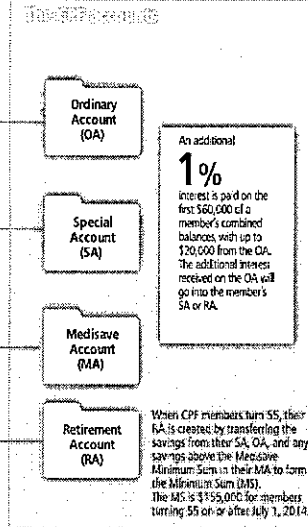 Ordinary
Account
(OA)
An additional
1%
interest is paid on the
first $60,000 of a
member's combined
balances, with up to
$20,000 from the OA.
The additional interest
received on the OA will
go into the member's
SA or RA.
Special
Account
(SA)
Medisave
Account
(MA)
Retirement
Account
(RA)
When CPF members turn 55, their
RA is created by transferring the
savings from their SA, OA, and any
savings above the Medisave
Minimum Sum in their MA to form
the Minimum Sum (MS).
The MS is $155,000 for members
turning 55 on or after July 1, 2014